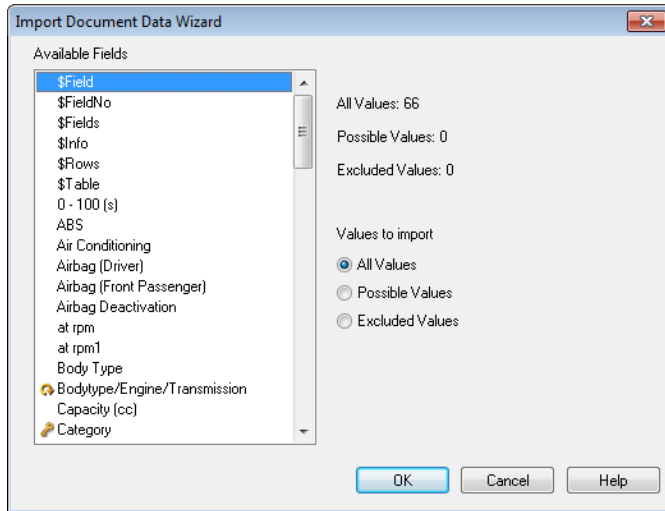 Import Document Data Wizard
Available Fields
$Field
$FieldNo
$Fields
$Info
$Rows
$Table
0 - 100 (s)
ABS
Air Conditioning
Airbag (Driver)
Airbag (Front Passenger)
Airbag Deactivation
at rpm
at rpm1
Body Type
Bodytype/Engine/Transmission
Capacity (cc)
Category
All Values: 66
Possible Values: 0
Excluded Values: 0
Values to import
All Values
Possible Values
Excluded Values
OK
Cancel
Help